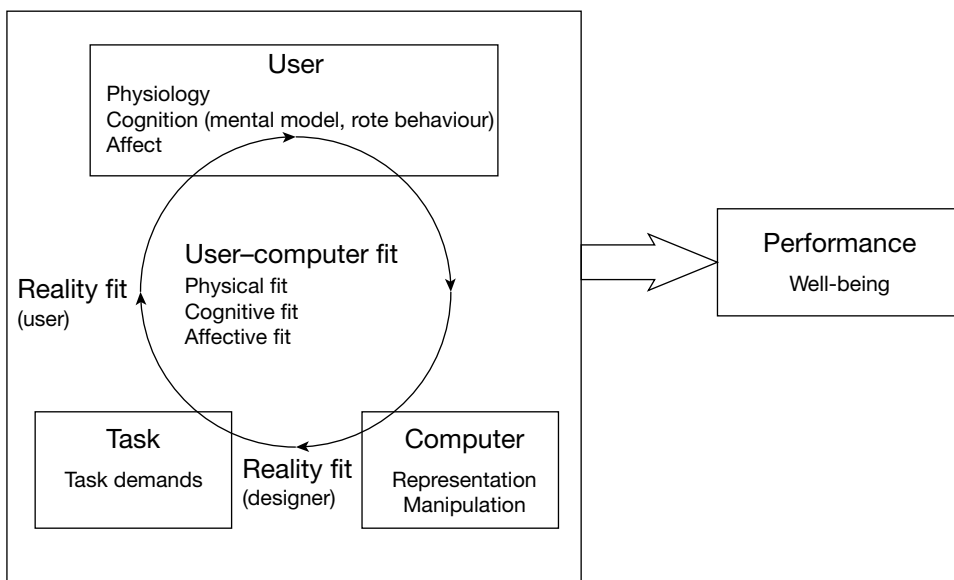 User
Physiology
Cognition (mental model, rote behaviour)
Affect
User–computer fit
Physical fit
Cognitive fit
Affective fit
Reality fit
(user)
Task
Task demands
Reality fit
(designer)
Computer
Representation
Manipulation
Performance
Well-being